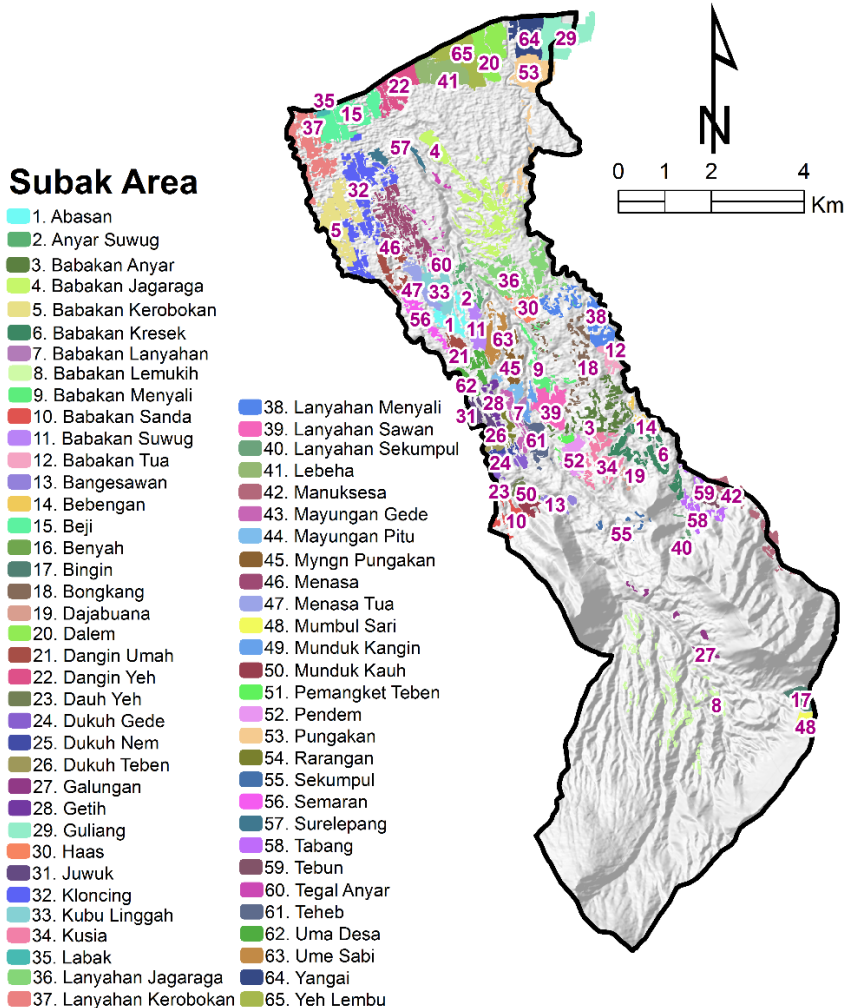 Subak Area
1. Abasan
2. Anyar Suwug
3. Babakan Anyar
4. Babakan Jagaraga
5. Babakan Kerobokan
6. Babakan Kresek
7. Babakan Lanyahan
8. Babakan Lemukih
9. Babakan Menyali
10. Babakan Sanda
11. Babakan Suwug
12. Babakan Tua
13. Bangesawan
14. Bebengan
15. Beji
16. Benyah
17. Bingin
18. Bongkang
19. Dajabuana
20. Dalem
21. Dangin Umah
22. Dangin Yeh
23. Dauh Yeh
24. Dukuh Gede
25. Dukuh Nem
26. Dukuh Teben
27. Galungan
28. Getih
29. Guliang
30. Haas
31. Juwuk
32. Kloncing
33. Kubu Linggah
34. Kusia
35. Labak
36. Lanyahan Jagaraga
37. Lanyahan Kerobokan
38. Lanyahan Menyali
39. Lanyahan Sawan
40. Lanyahan Sekumpul
41. Lebeha
42. Manuksesa
43. Mayungan Gede
44. Mayungan Pitu
45. Myngn Pungakan
46. Menasa
47. Menasa Tua
48. Mumbul Sari
49. Munduk Kangin
50. Munduk Kauh
51. Pemangket Teben
52. Pendem
53. Pungakan
54. Rarangan
55. Sekumpul
56. Semaran
57. Surelepang
58. Tabang
59. Tebun
60. Tegal Anyar
61. Teheb
62. Uma Desa
63. Ume Sabi
64. Yangai
65. Yeh Lembu
N
0 1 2 4
Km
64
29
65
20
53
41
22
35
15
37
57
4
32
5
46
60
36
47
33
2
30
56
38
1
11
63
12
21
45
9
18
62
28
31
7
39
3
14
26
61
6
52
34
24
19
23
50
59
42
13
10
58
55
40
27
8
17
48